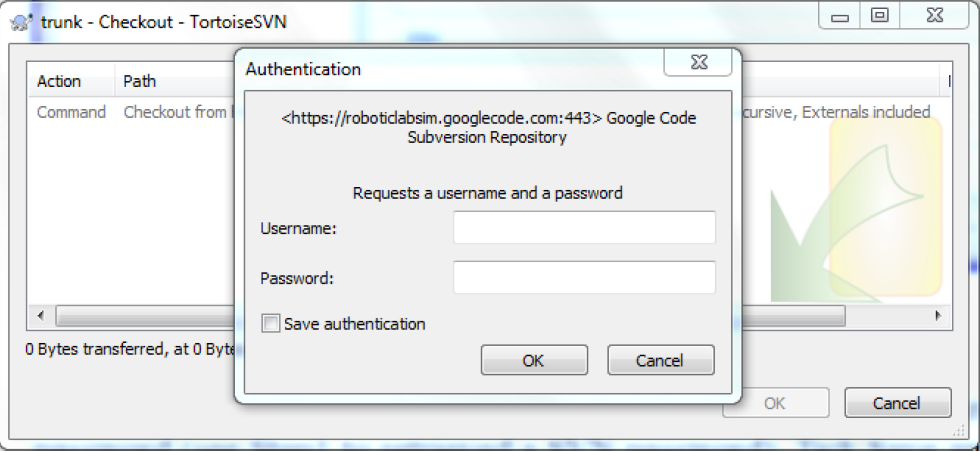 trunk - Checkout - TortoiseSVN
Authentication
Action Path
Command Checkout from
cursive, Externals included
<https://roboticlabsim.googlecode.com:443> Google Code
Subversion Repository
Requests a username and a password
Username:
Password:
Save authentication
0 Bytes transferred, at 0 Byte
OK Cancel
OK Cancel